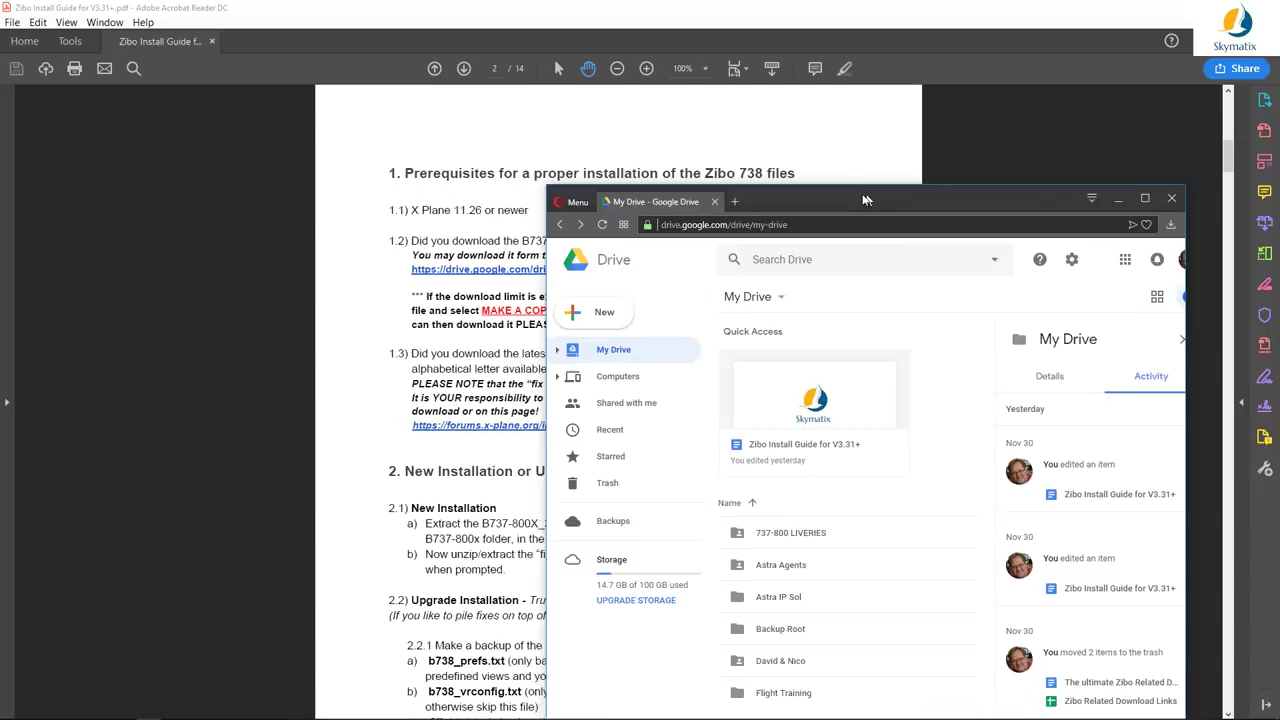 Zibo Install Guide for V3.31+.pdf - Adobe Acrobat Reader DC
File Edit View Window Help
Home Tools Zibo Install Guide f... ×
2 / 14 100%
Skymatix
Share
1. Prerequisites for a proper installation of the Zibo 738 files
1.1) X Plane 11.26 or newer
1.2) Did you download the B737
You may download it form t
https://drive.google.com/dri
*** If the download limit is e
file and select MAKE A COP
can then download it PLEAS
1.3) Did you download the lates
alphabetical letter available
PLEASE NOTE that the "fix
It is YOUR responsibility to
download or on this page!
https://forums.x-plane.org/i
2. New Installation or U
2.1) New Installation
a) Extract the B737-800X_
B737-800x folder, in the
b) Now unzip/extract the "fi
when prompted.
2.2) Upgrade Installation - Tru
(If you like to pile fixes on top of
2.2.1 Make a backup of the
a) b738_prefs.txt (only ba
predefined views and yo
b) b738_vrconfig.txt (only
otherwise skip this file)
Menu My Drive - Google Drive
drive.google.com/drive/my-drive
Drive
Search Drive
New
My Drive
Computers
Shared with me
Recent
Starred
Trash
Backups
Storage
14.7 GB of 100 GB used
UPGRADE STORAGE
My Drive
Quick Access
Skymatix
Zibo Install Guide for V3.31+
You edited yesterday
Name
737-800 LIVERIES
Astra Agents
Astra IP Sol
Backup Root
David & Nico
Flight Training
My Drive
Details Activity
Yesterday
Nov 30
You edited an item
Zibo Install Guide for V3.31+
Nov 30
You edited an item
Zibo Install Guide for V3.31+
Nov 30
You moved 2 items to the trash
The ultimate Zibo Related D...
Zibo Related Download Links